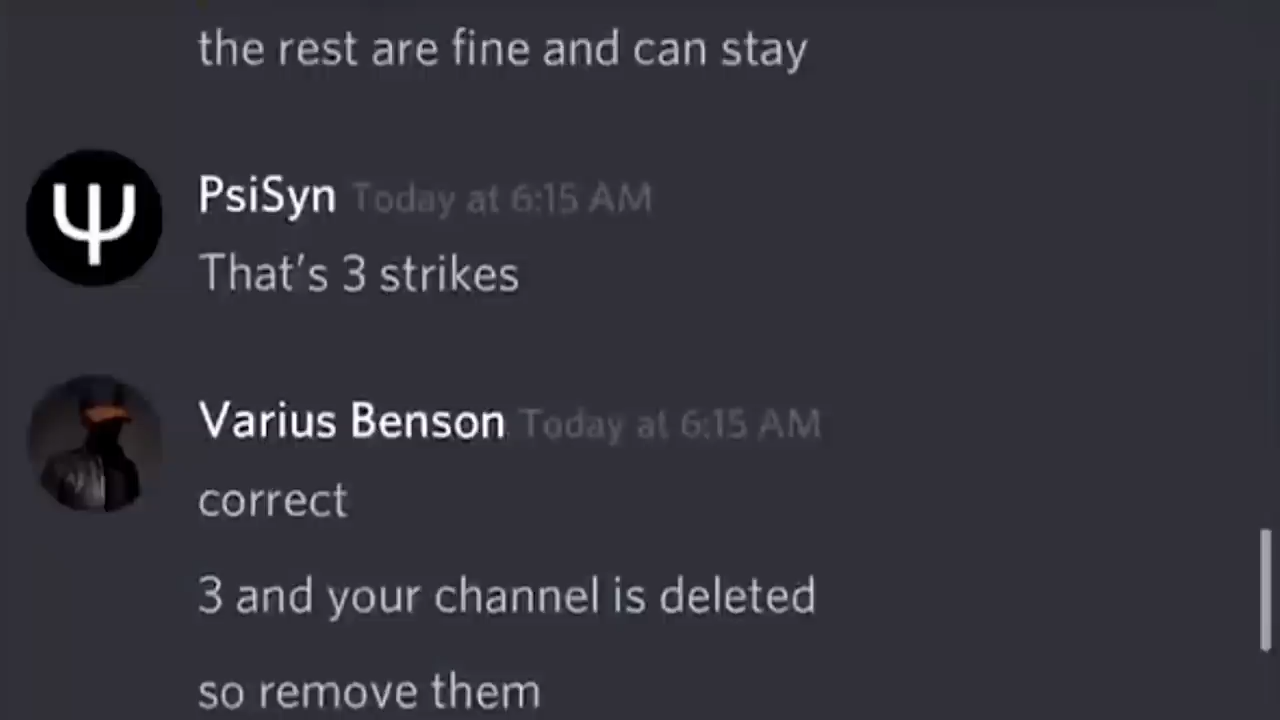 the rest are fine and can stay
Ψ
PsiSyn Today at 6:15 AM
That's 3 strikes
Varius Benson Today at 6:15 AM
correct
3 and your channel is deleted
so remove them